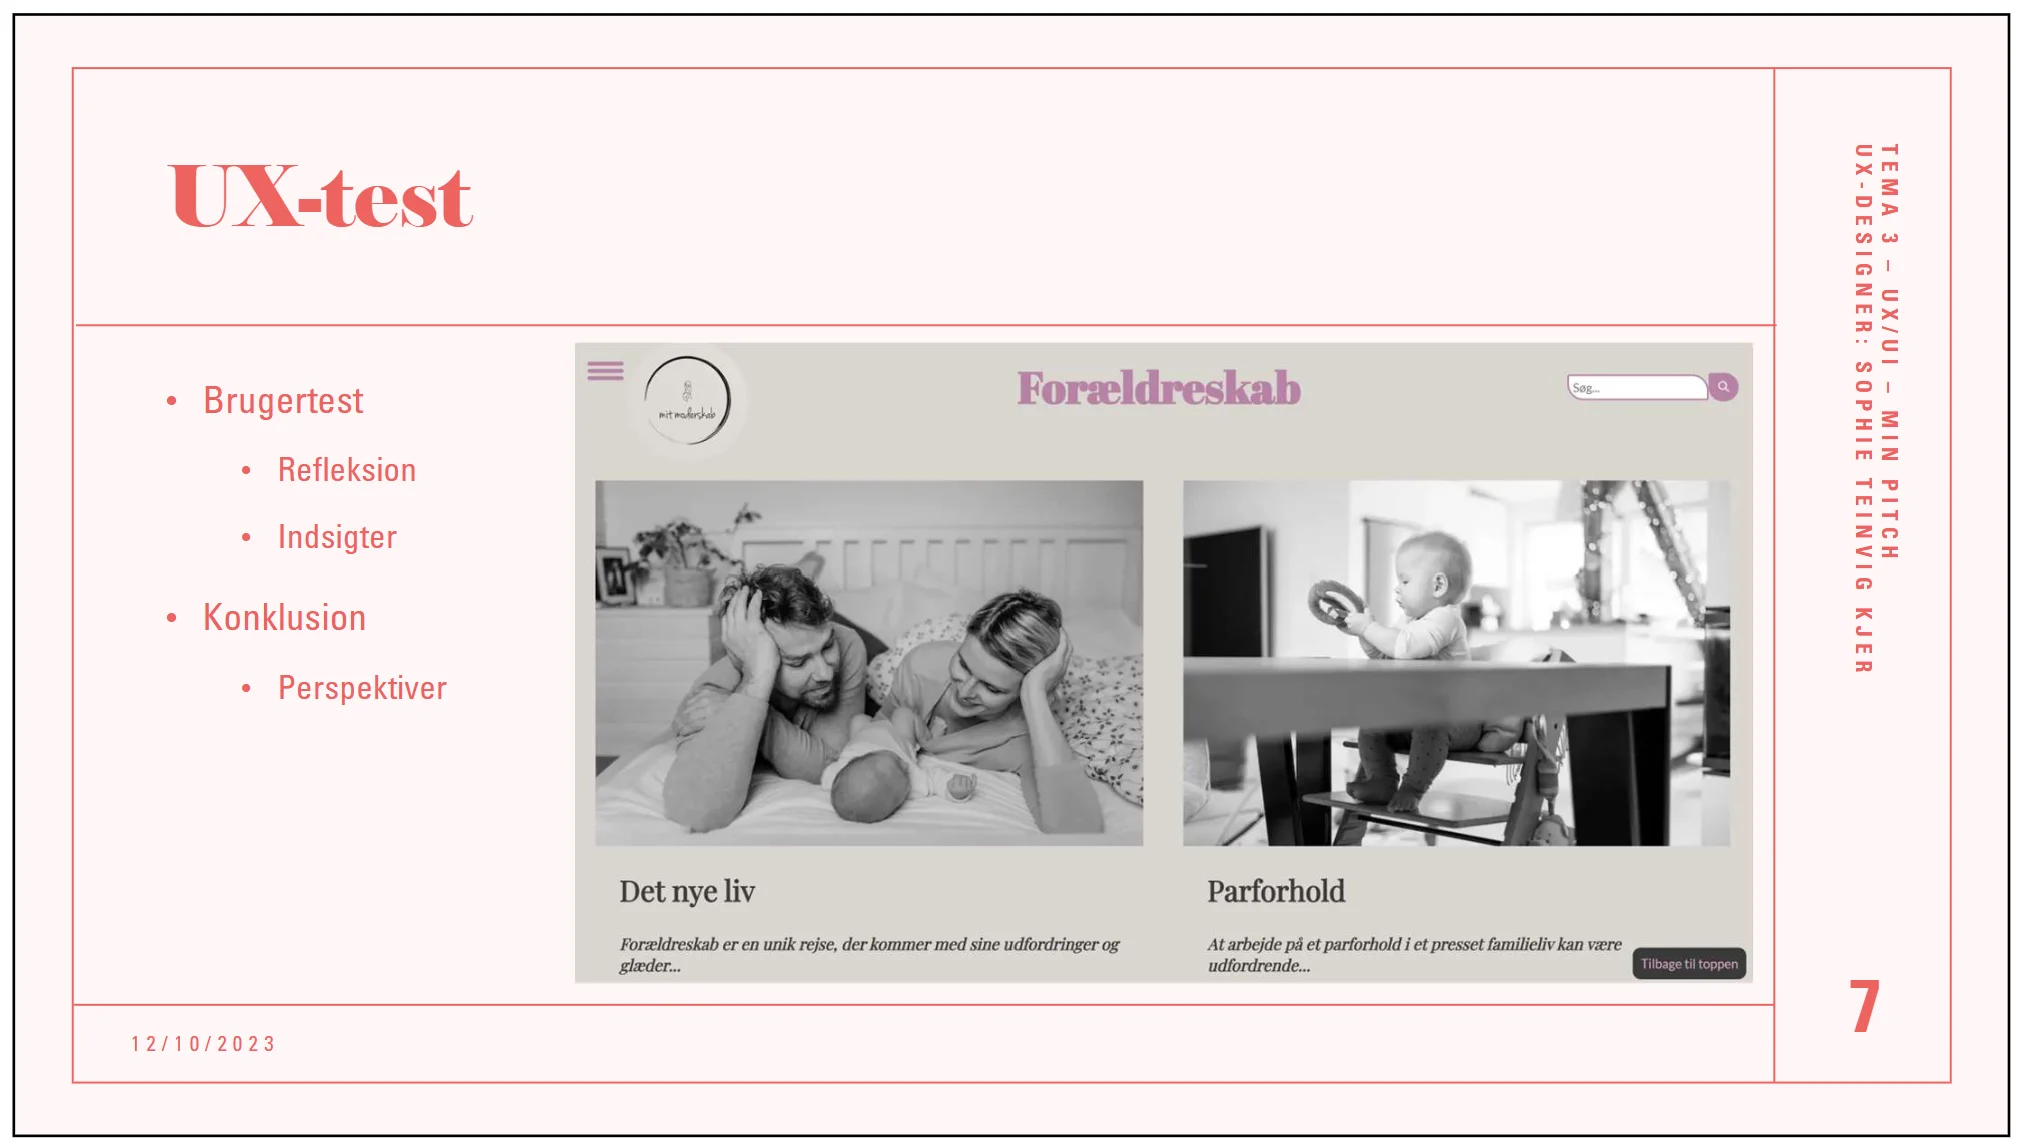 UX-test
TEMA 3 – UX/UI – MIN PITCH
UX-DESIGNER: SOPHIE TEINVIG KJER
• Brugertest
• Refleksion
• Indsigter
• Konklusion
• Perspektiver
mit moderskab
Forældreskab
Søg...
Det nye liv
Forældreskab er en unik rejse, der kommer med sine udfordringer og
glæder...
Parforhold
At arbejde på et parforhold i et presset familieliv kan være
udfordrende...
Tilbage til toppen
12/10/2023
7